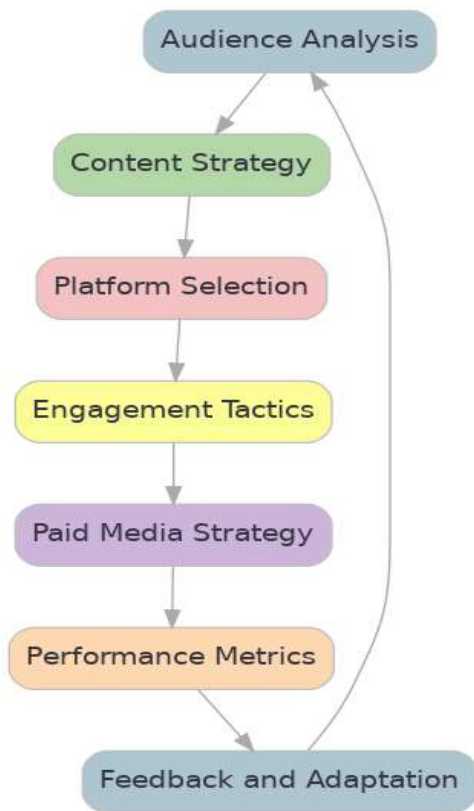 Audience Analysis
Content Strategy
Platform Selection
Engagement Tactics
Paid Media Strategy
Performance Metrics
Feedback and Adaptation